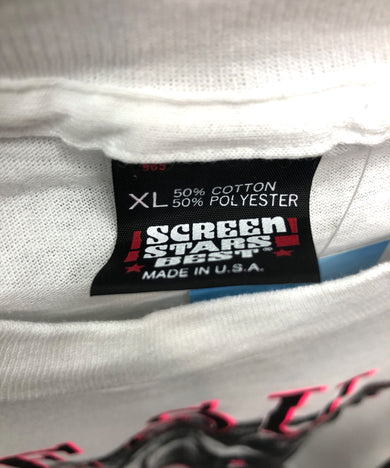 XL 50% COTTON
50% POLYESTER
SCREEN
STARS
BEST®
MADE IN U.S.A.